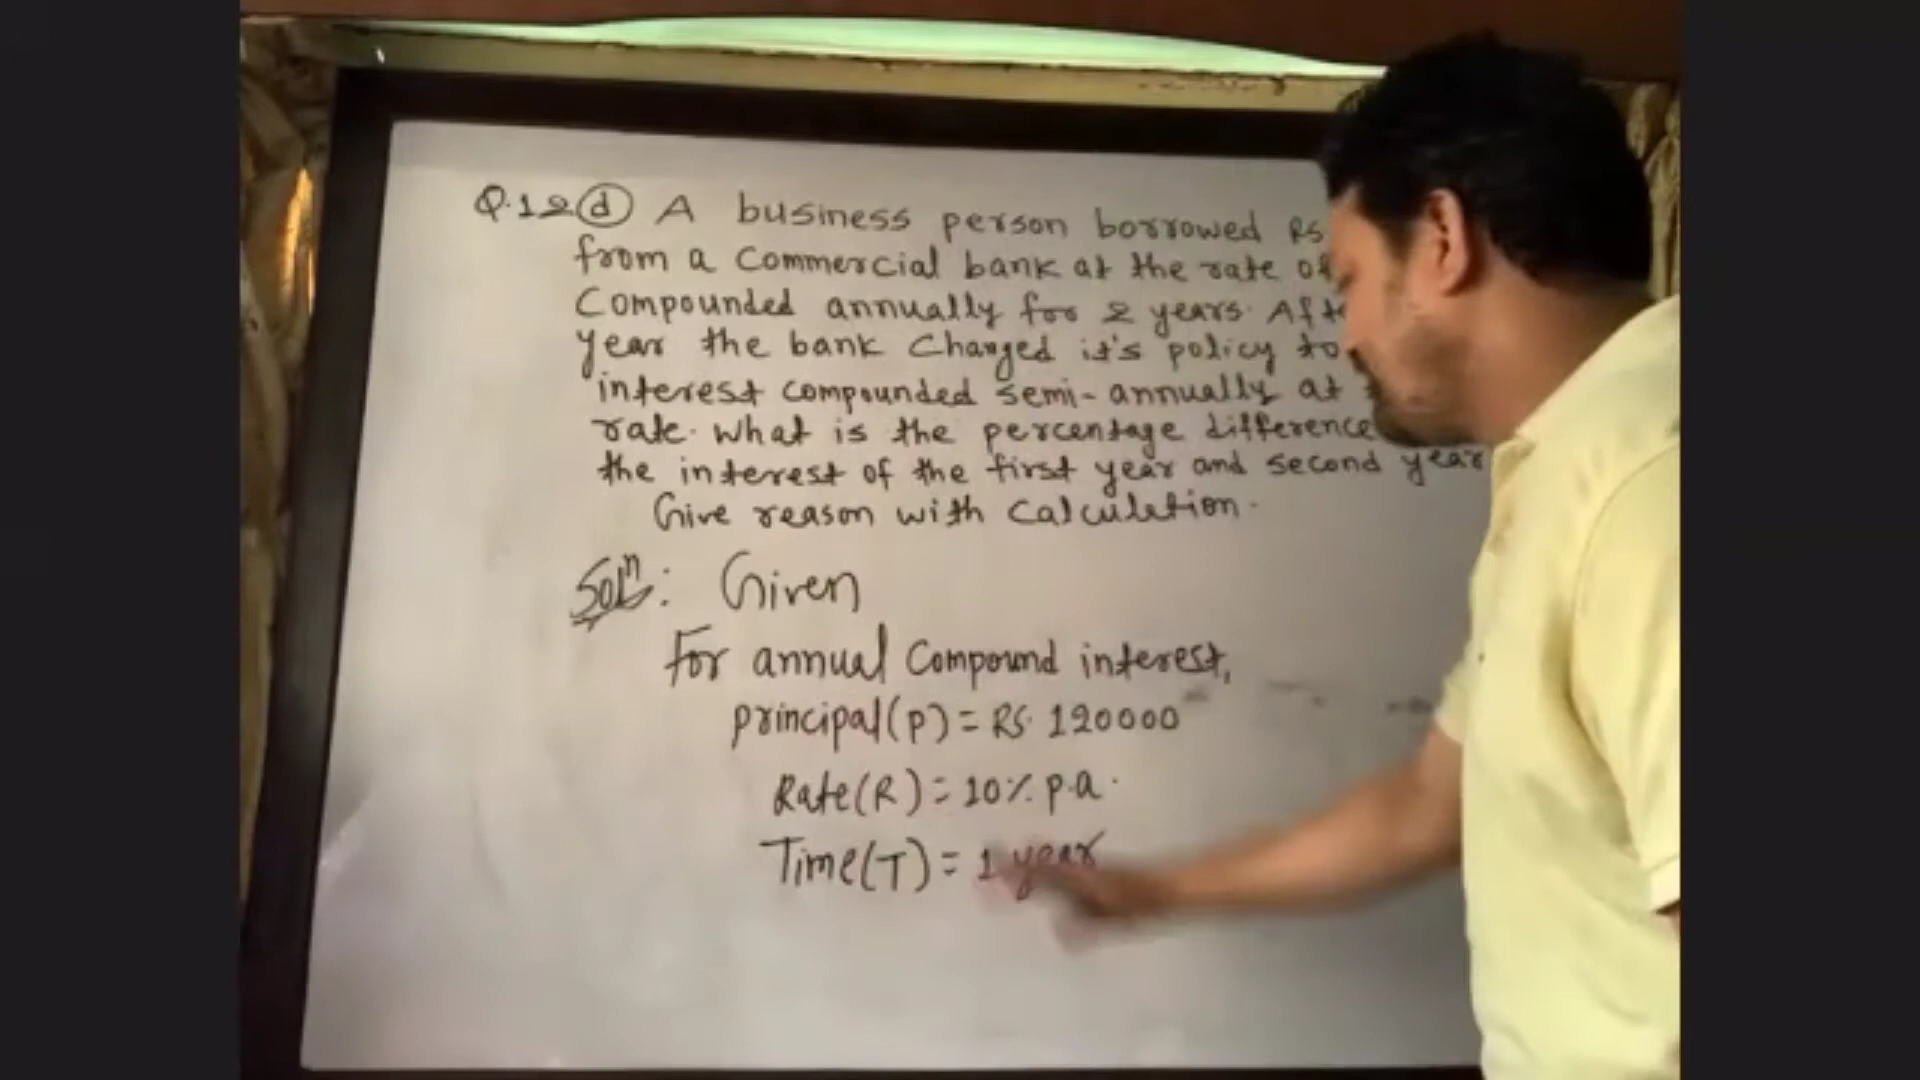 Q.12 (d) A business person borrowed Rs
from a commercial bank at the rate of
Compounded annually for 2 years. Afte
year the bank Changed it's policy to
interest compounded semi-annually at
rate. What is the percentage difference
the interest of the first year and second year
Give reason with calculation.
Solⁿ: Given
For annual Compound interest,
principal(P) = Rs. 120000
Rate(R) = 10% p.a.
Time(T) = 1 year